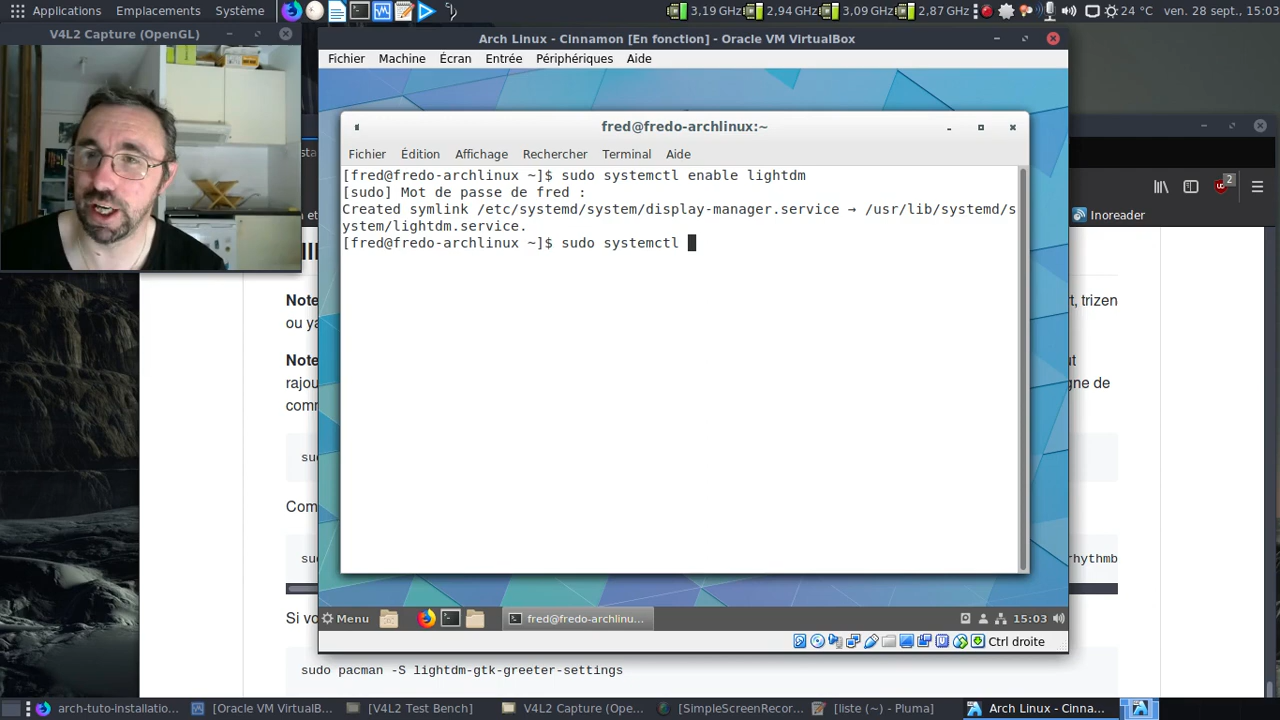 Applications Emplacements Système
3,19 GHz 2,94 GHz 3,09 GHz 2,87 GHz 24 °C ven. 28 sept., 15:03
V4L2 Capture (OpenGL)
Arch Linux - Cinnamon [En fonction] - Oracle VM VirtualBox
Fichier Machine Écran Entrée Périphériques Aide
fred@fredo-archlinux:~
Fichier Édition Affichage Rechercher Terminal Aide
[fred@fredo-archlinux ~]$ sudo systemctl enable lightdm
[sudo] Mot de passe de fred :
Created symlink /etc/systemd/system/display-manager.service → /usr/lib/systemd/s
ystem/lightdm.service.
[fred@fredo-archlinux ~]$ sudo systemctl
2
Inoreader
Note
trizen
ou
Note
rajou
gne de
com
Com
rhythmb
Si vo
sudo pacman -S lightdm-gtk-greeter-settings
Menu fred@fredo-archlinu... 15:03
Ctrl droite
arch-tuto-installatio... [Oracle VM VirtualB... [V4L2 Test Bench] V4L2 Capture (Ope... [SimpleScreenRecor... [liste (~) - Pluma] Arch Linux - Cinna...